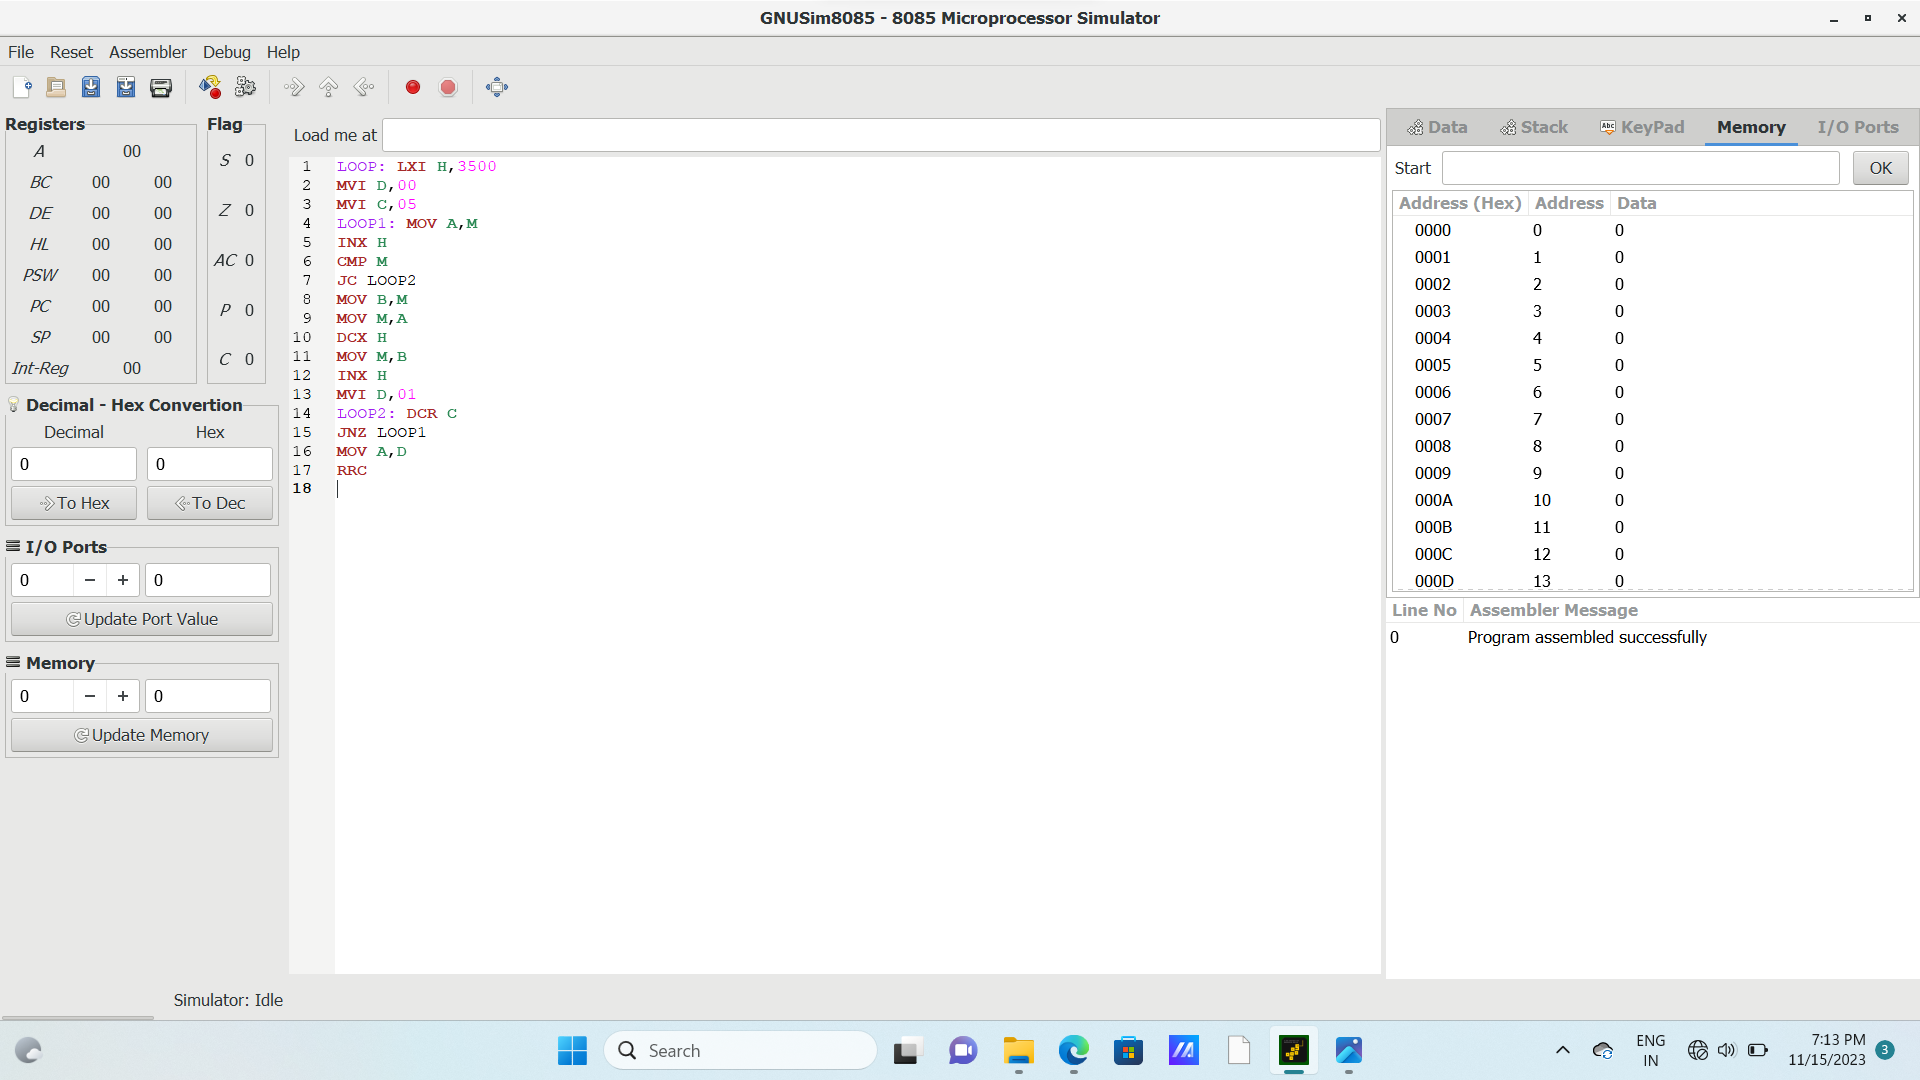 GNUSim8085 - 8085 Microprocessor Simulator
File Reset Assembler Debug Help
Registers
A 00
BC 00 00
DE 00 00
HL 00 00
PSW 00 00
PC 00 00
SP 00 00
Int-Reg 00
Flag
S 0
Z 0
AC 0
P 0
C 0
Decimal - Hex Convertion
Decimal Hex
0 0
To Hex To Dec
I/O Ports
0 − + 0
Update Port Value
Memory
0 − + 0
Update Memory
Load me at
1 LOOP: LXI H,3500
2 MVI D,00
3 MVI C,05
4 LOOP1: MOV A,M
5 INX H
6 CMP M
7 JC LOOP2
8 MOV B,M
9 MOV M,A
10 DCX H
11 MOV M,B
12 INX H
13 MVI D,01
14 LOOP2: DCR C
15 JNZ LOOP1
16 MOV A,D
17 RRC
18
Data Stack Abc KeyPad Memory I/O Ports
Start OK
Address (Hex) Address Data
0000 0 0
0001 1 0
0002 2 0
0003 3 0
0004 4 0
0005 5 0
0006 6 0
0007 7 0
0008 8 0
0009 9 0
000A 10 0
000B 11 0
000C 12 0
000D 13 0
Line No Assembler Message
0 Program assembled successfully
Simulator: Idle
Search
ENG
IN
7:13 PM
11/15/2023
3